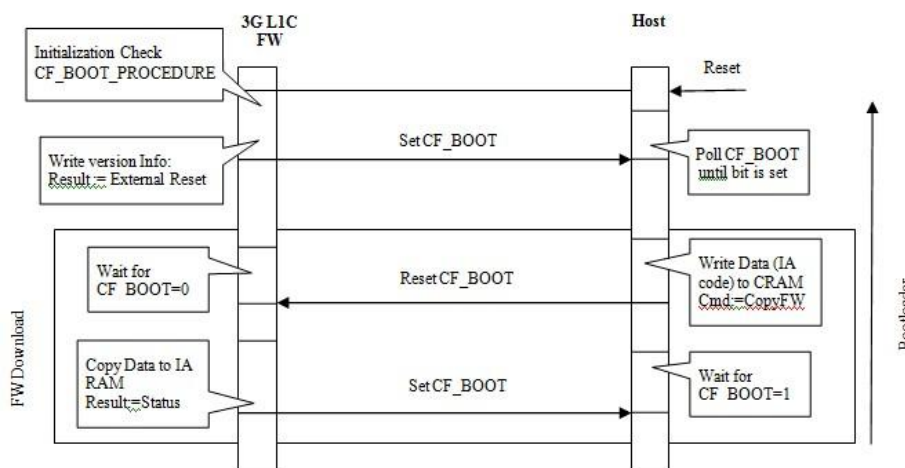 3G L1C
FW
Host
Initialization Check
CF_BOOT_PROCEDURE
Reset
Set CF_BOOT
Write version Info:
Result:= External Reset
Poll CF_BOOT
until bit is set
Wait for
CF_BOOT=0
Reset CF_BOOT
Write Data (IA
code) to CRAM
Cmd:=CopyFW
FW Download
Bootloader
Copy Data to IA
RAM
Result:=Status
Set CF_BOOT
Wait for
CF_BOOT=1